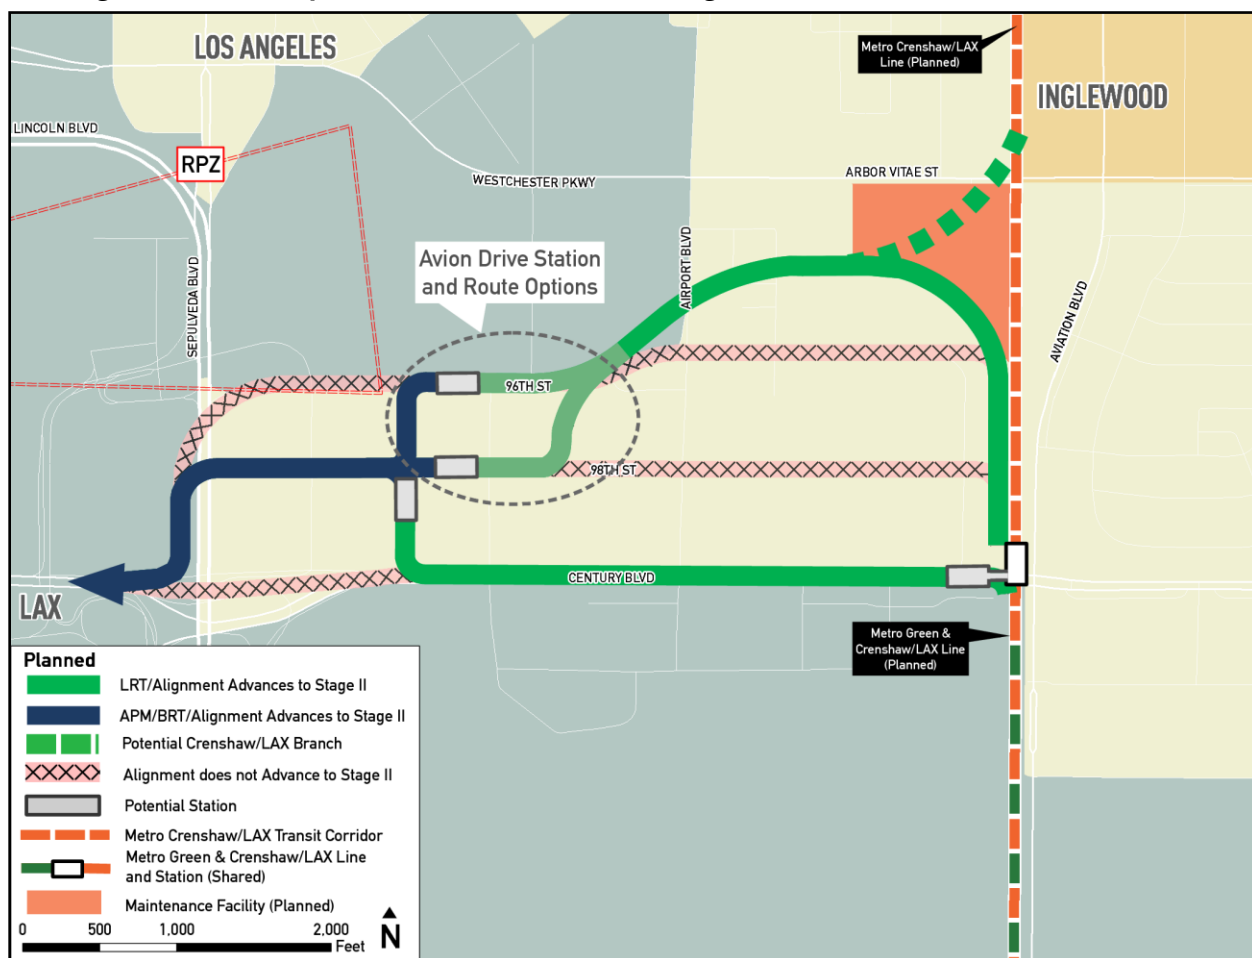 LOS ANGELES
Metro Crenshaw/LAX
Line (Planned)
INGLEWOOD
LINCOLN BLVD
RPZ
WESTCHESTER PKWY
ARBOR VITAE ST
Avion Drive Station
and Route Options
AIRPORT BLVD
SEPULVEDA BLVD
AVIATION BLVD
96TH ST
98TH ST
CENTURY BLVD
LAX
Metro Green &
Crenshaw/LAX Line
(Planned)
Planned
LRT/Alignment Advances to Stage II
APM/BRT/Alignment Advances to Stage II
Potential Crenshaw/LAX Branch
Alignment does not Advance to Stage II
Potential Station
Metro Crenshaw/LAX Transit Corridor
Metro Green & Crenshaw/LAX Line
and Station (Shared)
Maintenance Facility (Planned)
0 500 1,000 2,000
Feet
N